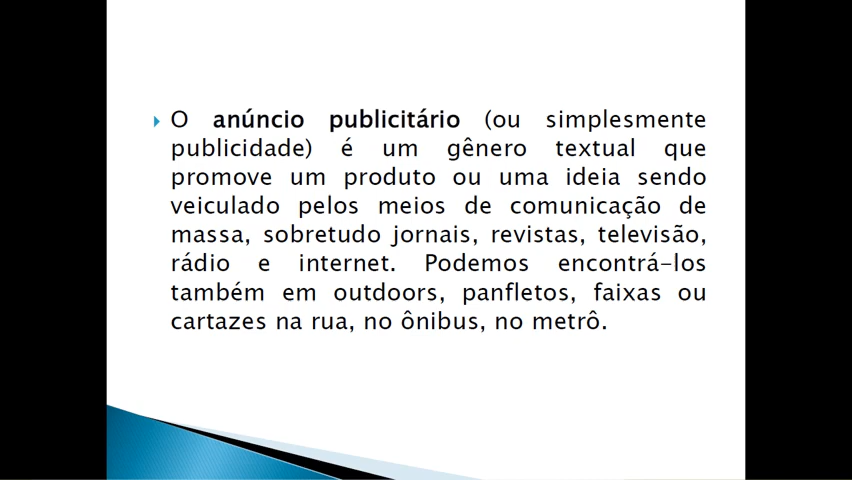 O anúncio publicitário (ou simplesmente
publicidade) é um gênero textual que
promove um produto ou uma ideia sendo
veiculado pelos meios de comunicação de
massa, sobretudo jornais, revistas, televisão,
rádio e internet. Podemos encontrá-los
também em outdoors, panfletos, faixas ou
cartazes na rua, no ônibus, no metrô.